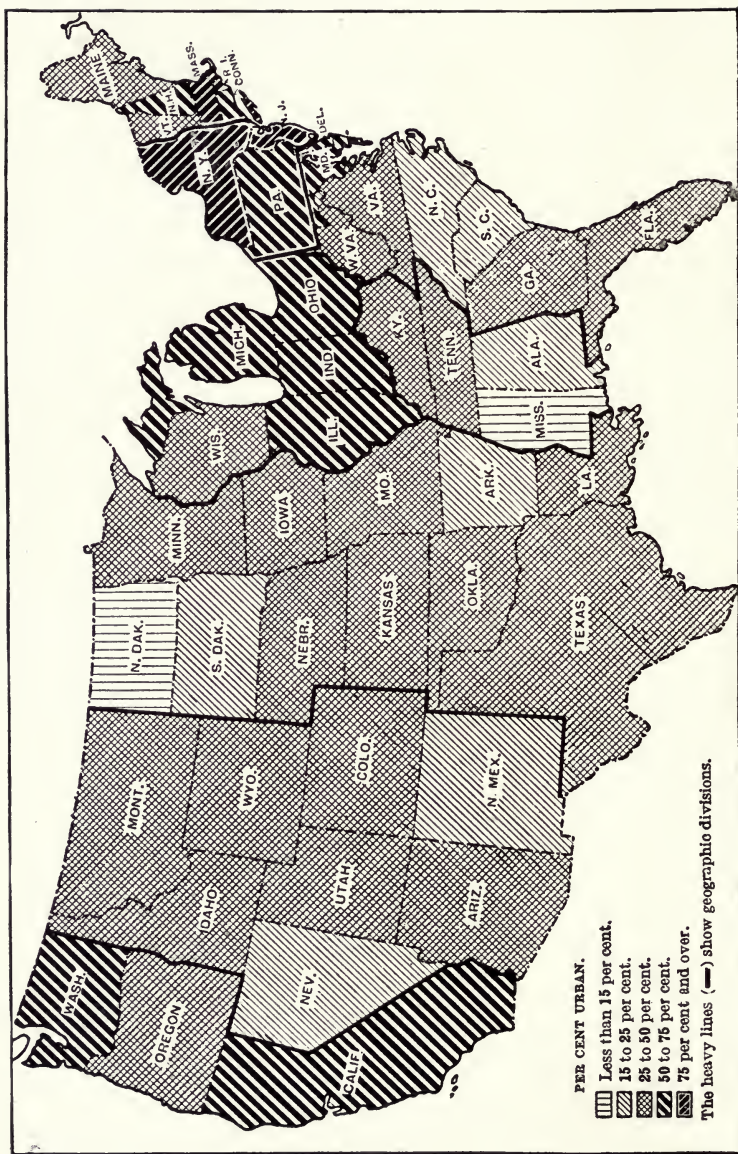 WASH.
OREGON
CALIF.
NEV.
IDAHO
MONT.
WYO.
UTAH
COLO.
ARIZ.
N. MEX.
N. DAK.
S. DAK.
NEBR.
KANSAS
OKLA.
TEXAS
MINN.
IOWA
MO.
ARK.
LA.
WIS.
ILL.
MICH.
IND.
OHIO
KY.
TENN.
MISS.
ALA.
GA.
FLA.
S. C.
N. C.
VA.
W. VA.
PA.
N. Y.
MD.
DEL.
N. J.
CONN.
R. I.
MASS.
VT.
N.H.
MAINE
PER CENT URBAN.
Less than 15 per cent.
15 to 25 per cent.
25 to 50 per cent.
50 to 75 per cent.
75 per cent and over.
The heavy lines (━) show geographic divisions.